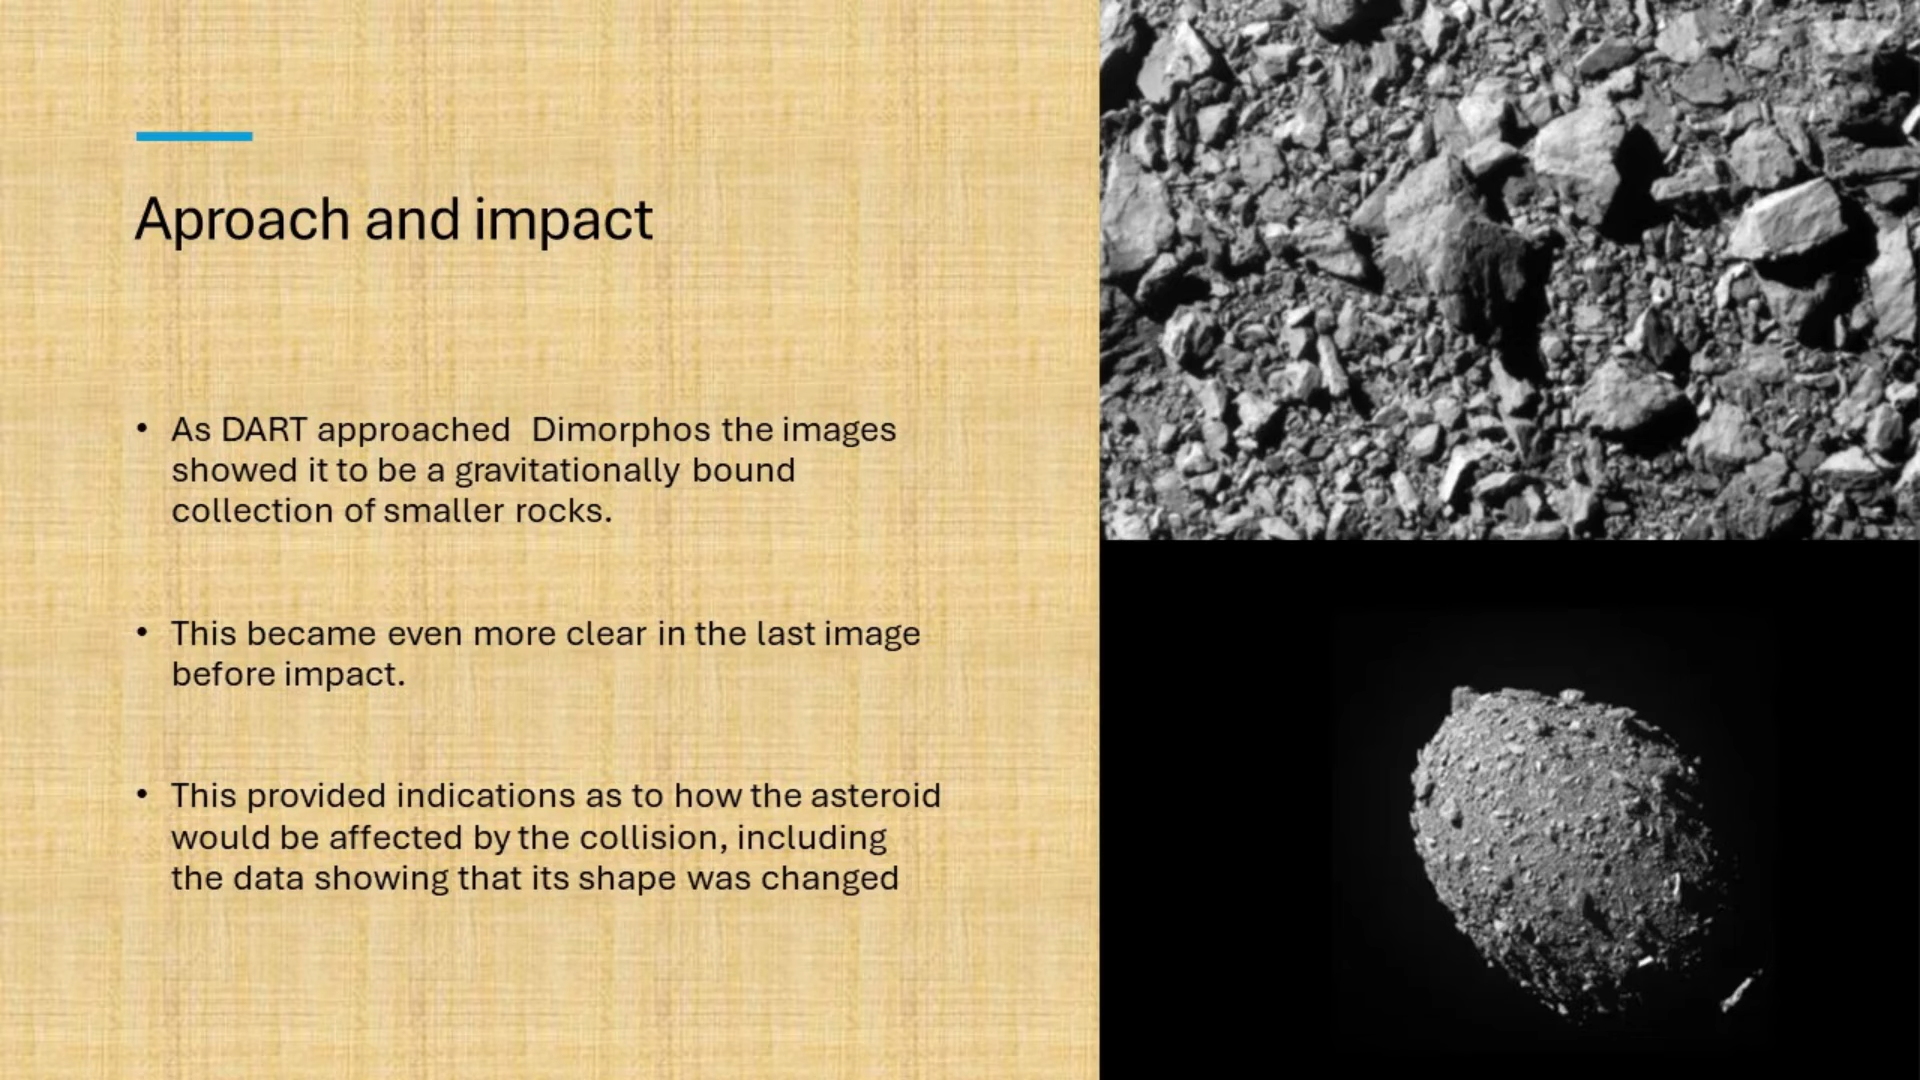 Aproach and impact
• As DART approached  Dimorphos the images
showed it to be a gravitationally bound
collection of smaller rocks.
• This became even more clear in the last image
before impact.
• This provided indications as to how the asteroid
would be affected by the collision, including
the data showing that its shape was changed